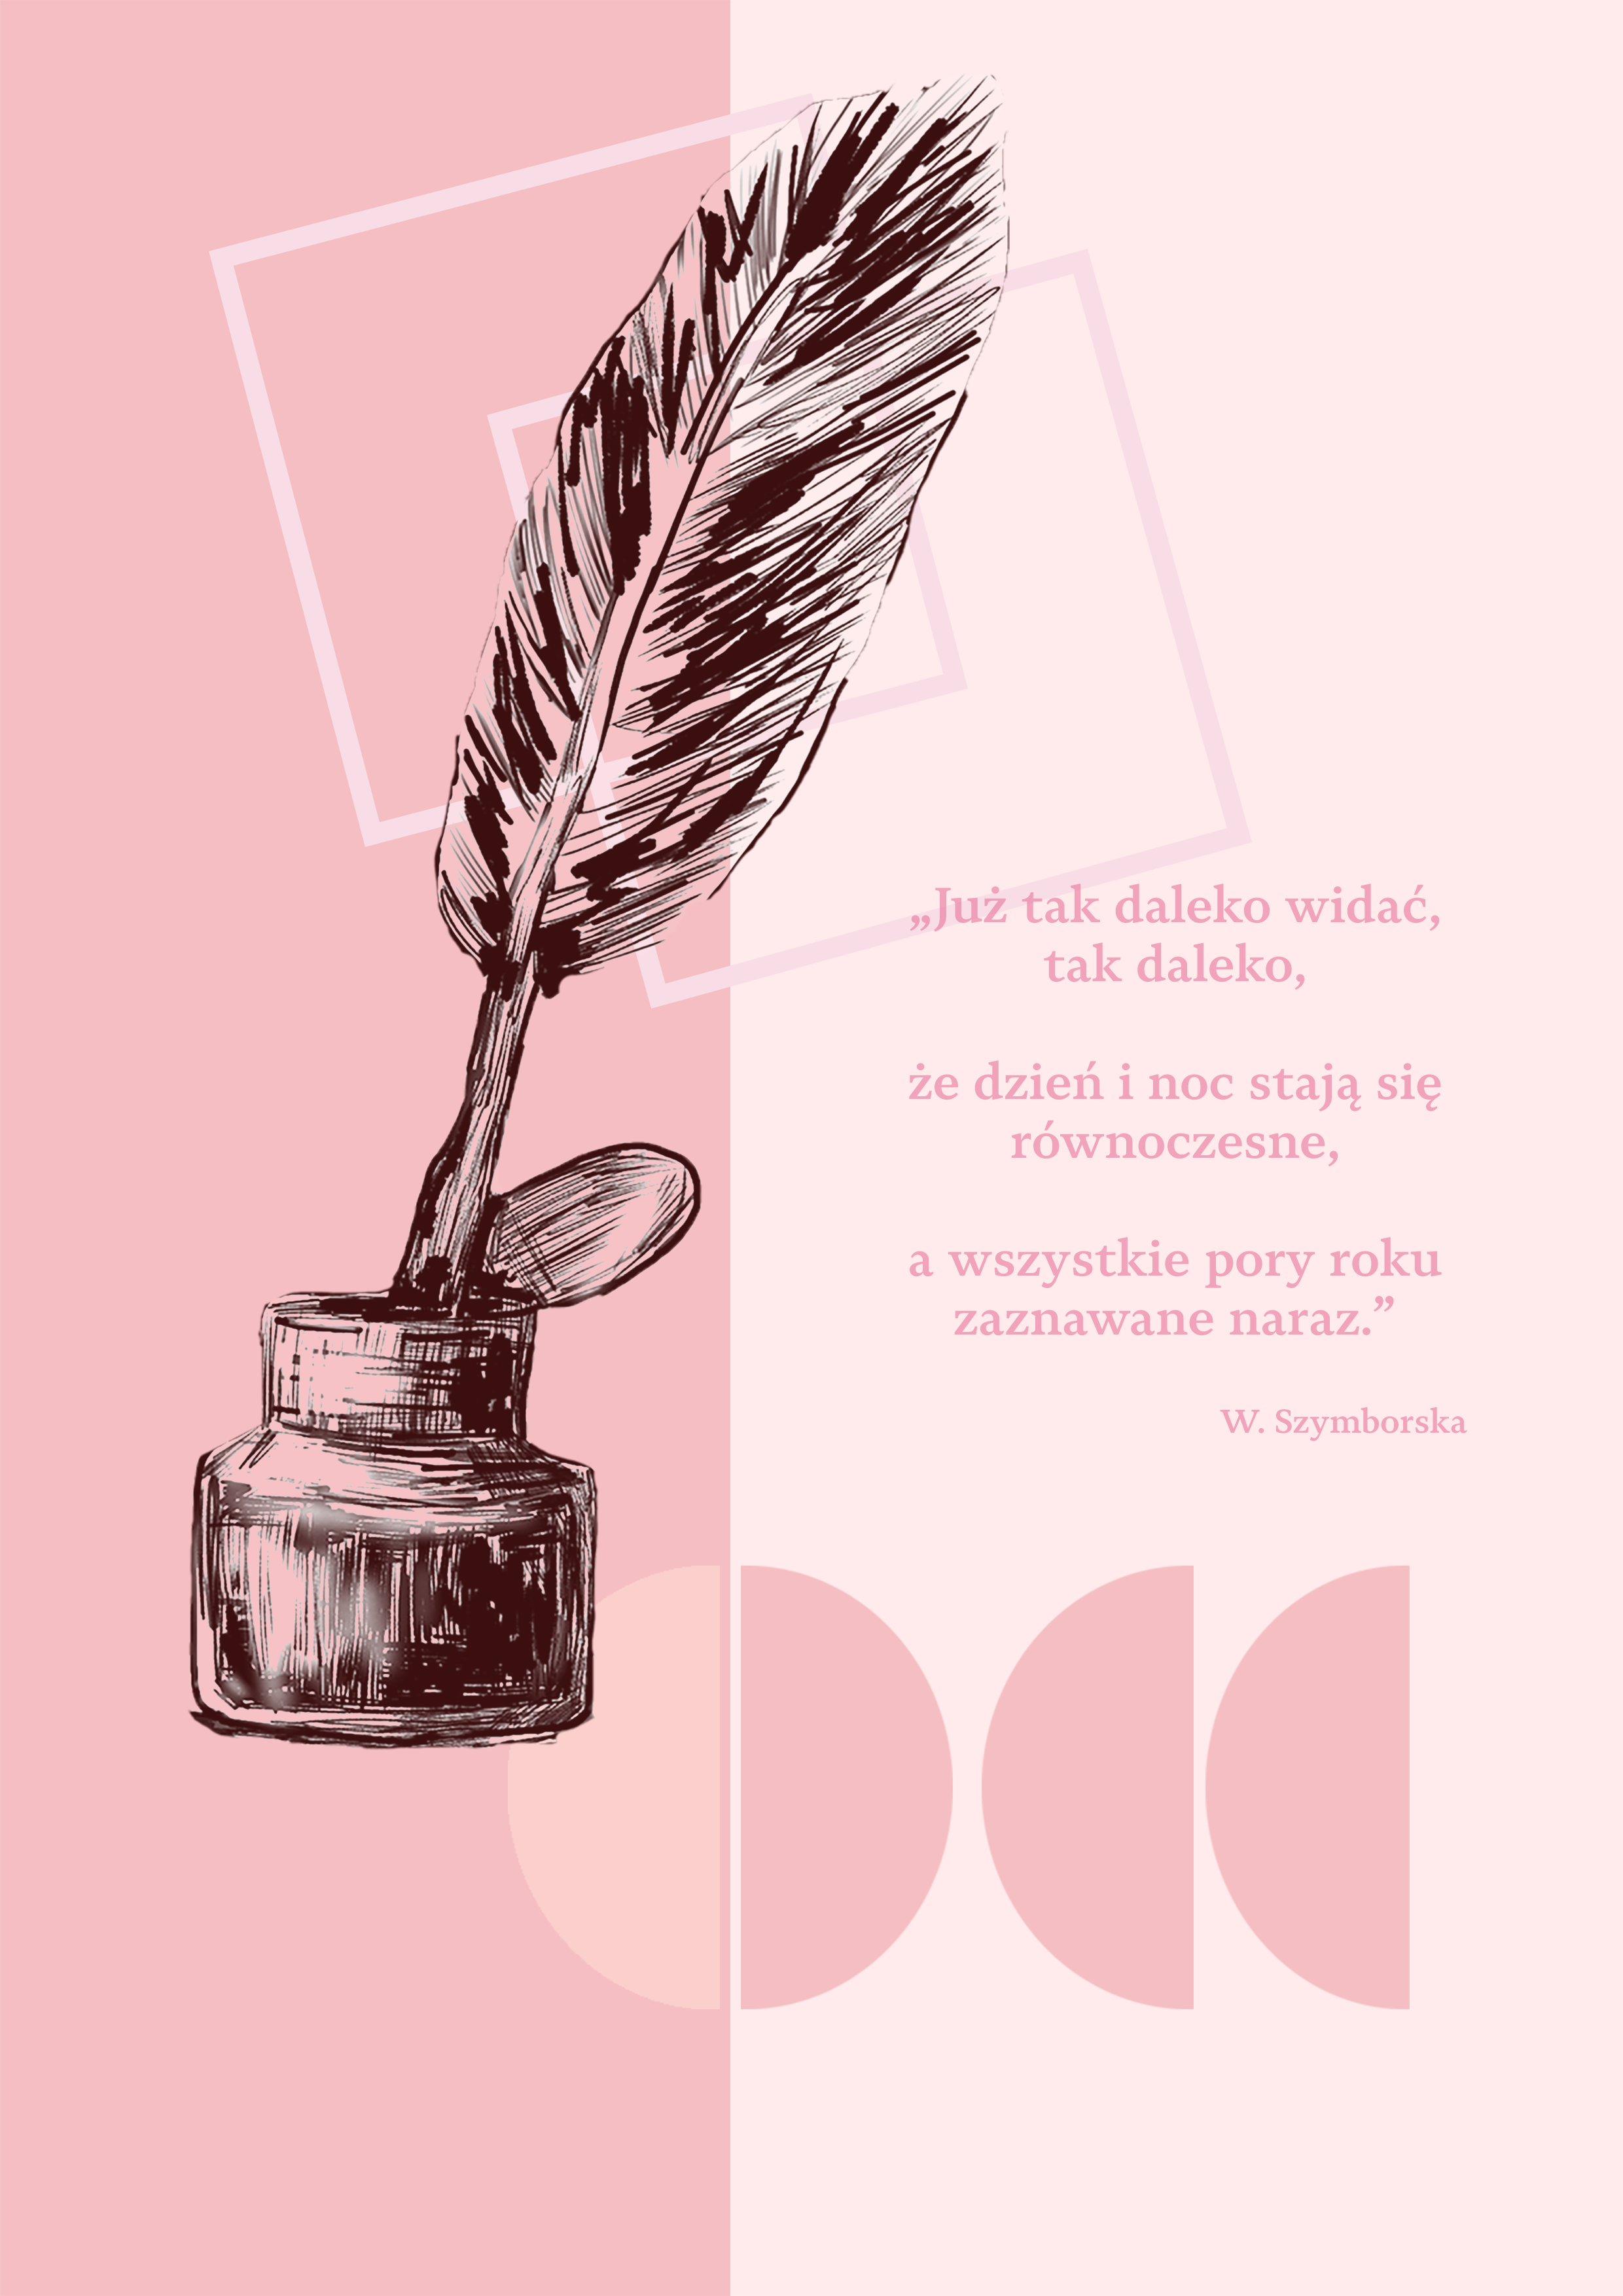 „Już tak daleko widać,
tak daleko,
że dzień i noc stają się
równoczesne,
a wszystkie pory roku
zaznawane naraz.”
W. Szymborska